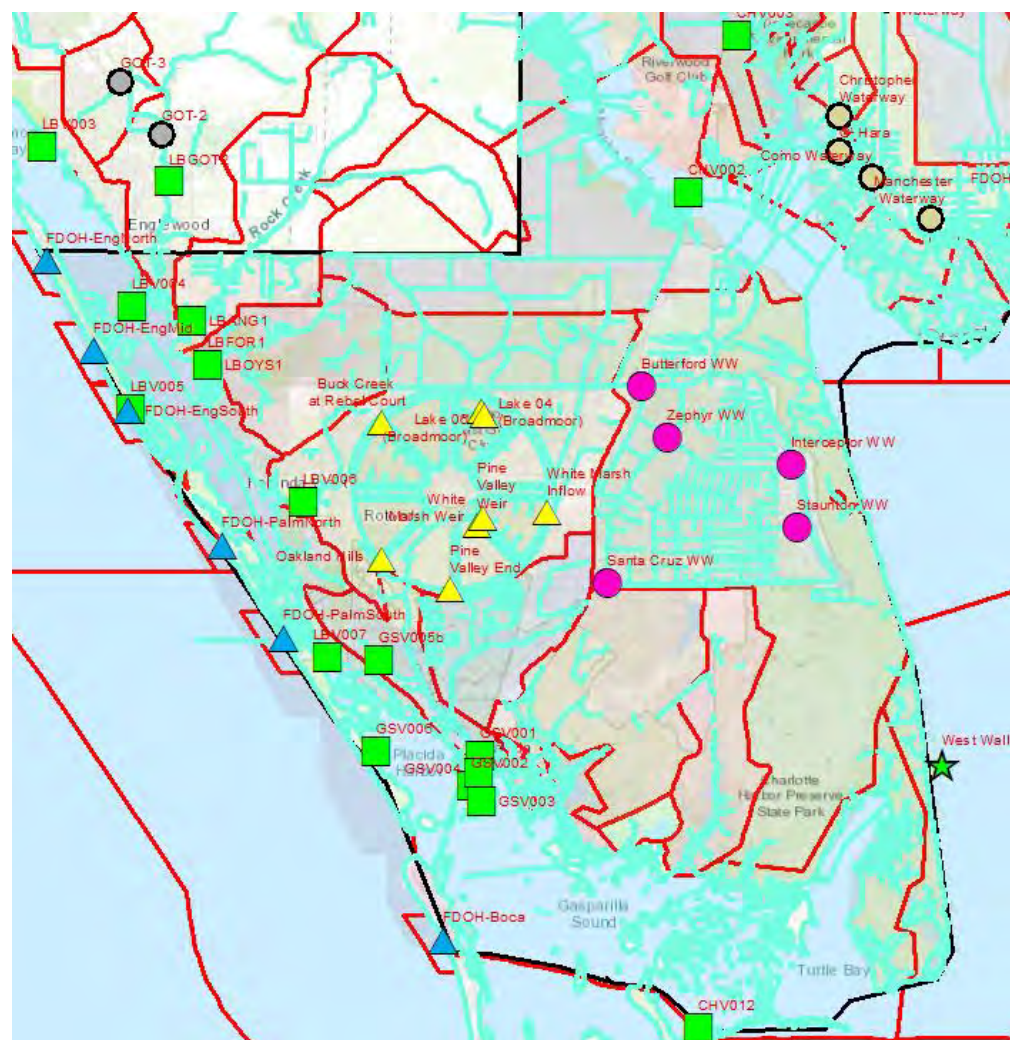 CHV003
Waterway
GOT-3
Riverwood
Golf Club
Christopher
Waterway
LBV003
GOT-2
O'Hara
Como Waterway
LBGOT2
CHV002
Manchester
Waterway
FDOH
Rock Creek
Englewood
FDOH-EngNorth
LBV004
FDOH-EngMid
LBANG1
LBFOR1
LBOYS1
Butterford WW
Buck Creek
at Rebel Court
LBV005
FDOH-EngSouth
Lake 04
(Broadmoor)
Lake 06
(Broadmoor)
Zephyr WW
Interceptor WW
Pine
Valley
Weir
White Marsh
Inflow
LBV006
White
Marsh Weir
Staunton WW
FDOH-PalmNorth
Oakland Hills
Pine
Valley End
Santa Cruz WW
FDOH-PalmSouth
LBV007
GSV005b
GSV006
GSV001
West Wall
Placida
Harbor
GSV004
GSV002
GSV003
Charlotte
Harbor Preserve
State Park
FDOH-Boca
Gasparilla
Sound
Turtle Bay
CHV012